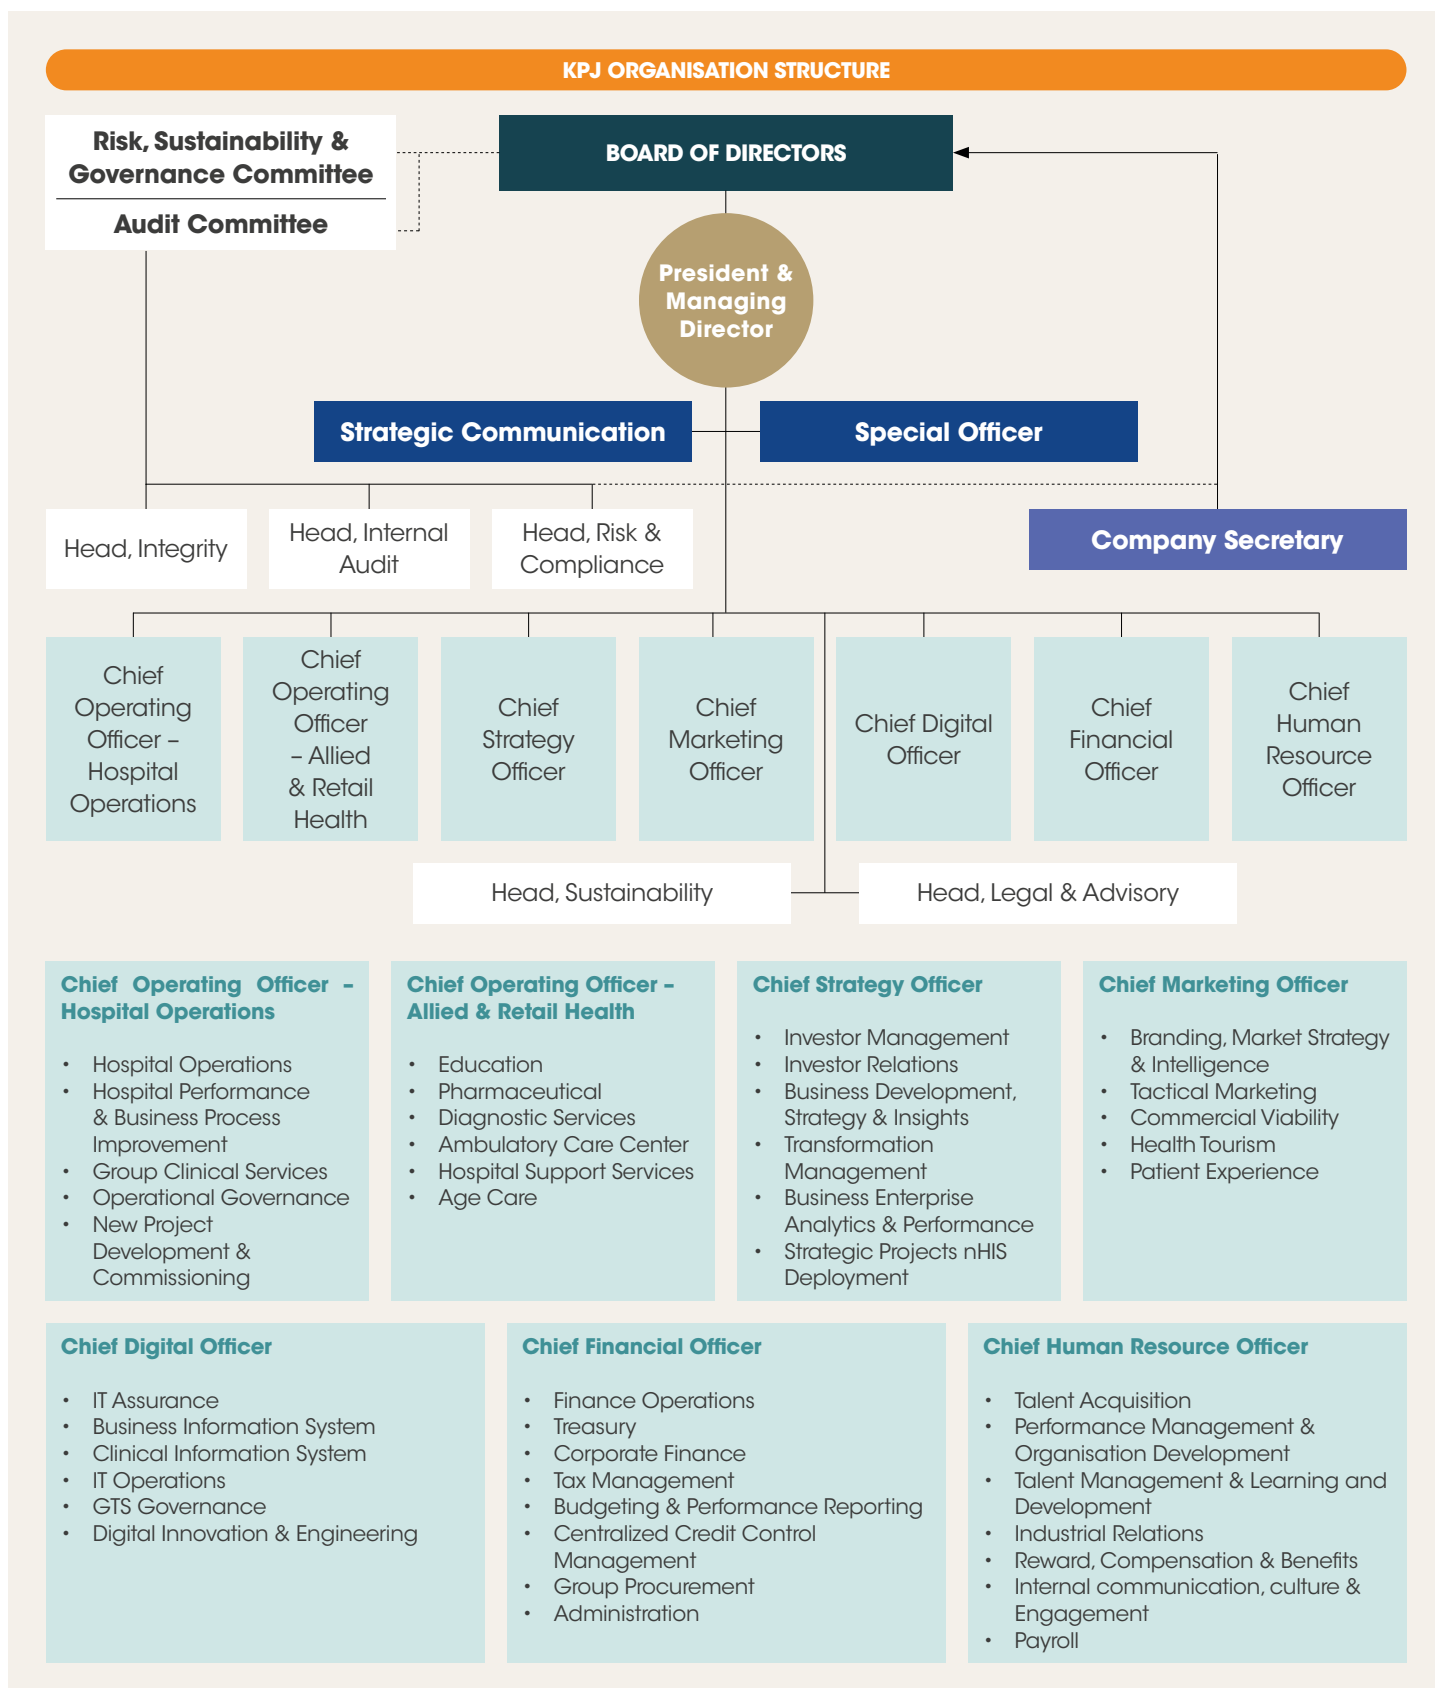 KPJ ORGANISATION STRUCTURE
Risk, Sustainability &
Governance Committee
Audit Committee
BOARD OF DIRECTORS
President &
Managing
Director
Strategic Communication
Special Officer
Head, Integrity
Head, Internal
Audit
Head, Risk &
Compliance
Company Secretary
Chief
Operating
Officer –
Hospital
Operations
Chief
Operating
Officer
– Allied
& Retail
Health
Chief
Strategy
Officer
Chief
Marketing
Officer
Chief Digital
Officer
Chief
Financial
Officer
Chief
Human
Resource
Officer
Head, Sustainability
Head, Legal & Advisory
Chief Operating Officer –
Hospital Operations
• Hospital Operations
• Hospital Performance
& Business Process
Improvement
• Group Clinical Services
• Operational Governance
• New Project
Development &
Commissioning
Chief Operating Officer –
Allied & Retail Health
• Education
• Pharmaceutical
• Diagnostic Services
• Ambulatory Care Center
• Hospital Support Services
• Age Care
Chief Strategy Officer
• Investor Management
• Investor Relations
• Business Development,
Strategy & Insights
• Transformation
Management
• Business Enterprise
Analytics & Performance
• Strategic Projects nHIS
Deployment
Chief Marketing Officer
• Branding, Market Strategy
& Intelligence
• Tactical Marketing
• Commercial Viability
• Health Tourism
• Patient Experience
Chief Digital Officer
• IT Assurance
• Business Information System
• Clinical Information System
• IT Operations
• GTS Governance
• Digital Innovation & Engineering
Chief Financial Officer
• Finance Operations
• Treasury
• Corporate Finance
• Tax Management
• Budgeting & Performance Reporting
• Centralized Credit Control
Management
• Group Procurement
• Administration
Chief Human Resource Officer
• Talent Acquisition
• Performance Management &
Organisation Development
• Talent Management & Learning and
Development
• Industrial Relations
• Reward, Compensation & Benefits
• Internal communication, culture &
Engagement
• Payroll